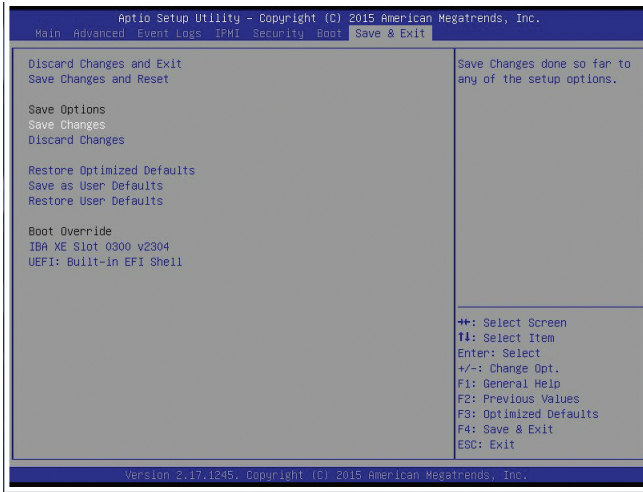 Aptio Setup Utility – Copyright (C) 2015 American Megatrends, Inc.
Main Advanced Event Logs IPMI Security Boot Save & Exit
Discard Changes and Exit
Save Changes and Reset
Save Options
Save Changes
Discard Changes
Restore Optimized Defaults
Save as User Defaults
Restore User Defaults
Boot Override
IBA XE Slot 0300 v2304
UEFI: Built-in EFI Shell
Save Changes done so far to
any of the setup options.
→←: Select Screen
↑↓: Select Item
Enter: Select
+/-: Change Opt.
F1: General Help
F2: Previous Values
F3: Optimized Defaults
F4: Save & Exit
ESC: Exit
Version 2.17.1245. Copyright (C) 2015 American Megatrends, Inc.